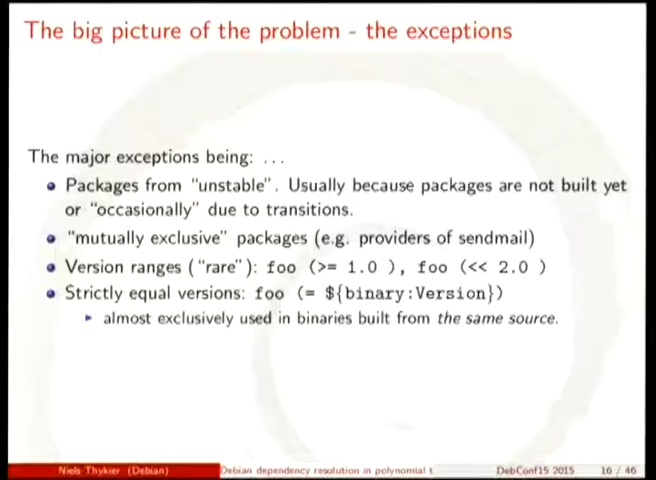 The big picture of the problem - the exceptions
The major exceptions being: ...
Packages from "unstable". Usually because packages are not built yet
or "occasionally" due to transitions.
"mutually exclusive" packages (e.g. providers of sendmail)
Version ranges ("rare"): foo (>= 1.0 ), foo (<< 2.0 )
Strictly equal versions: foo (= ${binary:Version})
almost exclusively used in binaries built from the same source.
Niels Thykier (Debian) Debian dependency resolution in polynomial t DebConf15 2015 16 / 46